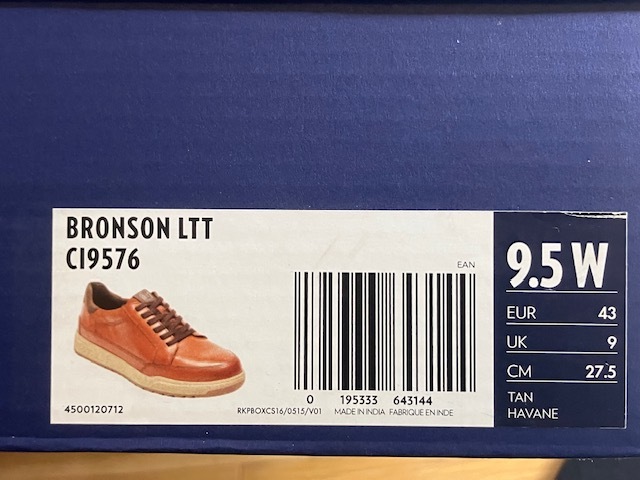 BRONSON LTT
CI9576
EAN
0 195333 643144
4500120712
RKPBOXCS16/0515/V01 MADE IN INDIA FABRIQUE EN INDE
9.5 W
EUR 43
UK 9
CM 27.5
TAN
HAVANE